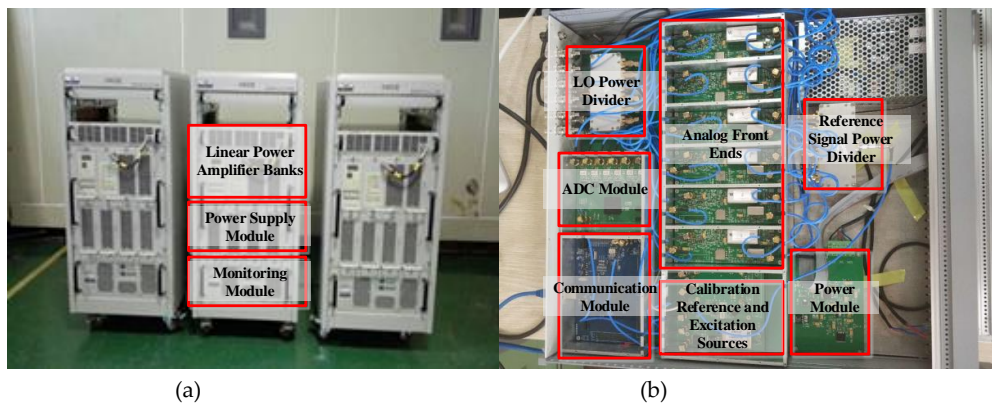 Linear Power
Amplifier Banks
Power Supply
Module
Monitoring
Module
(a)
LO Power
Divider
ADC Module
Communication
Module
Analog Front
Ends
Calibration
Reference and
Excitation
Sources
Reference
Signal Power
Divider
Power
Module
(b)